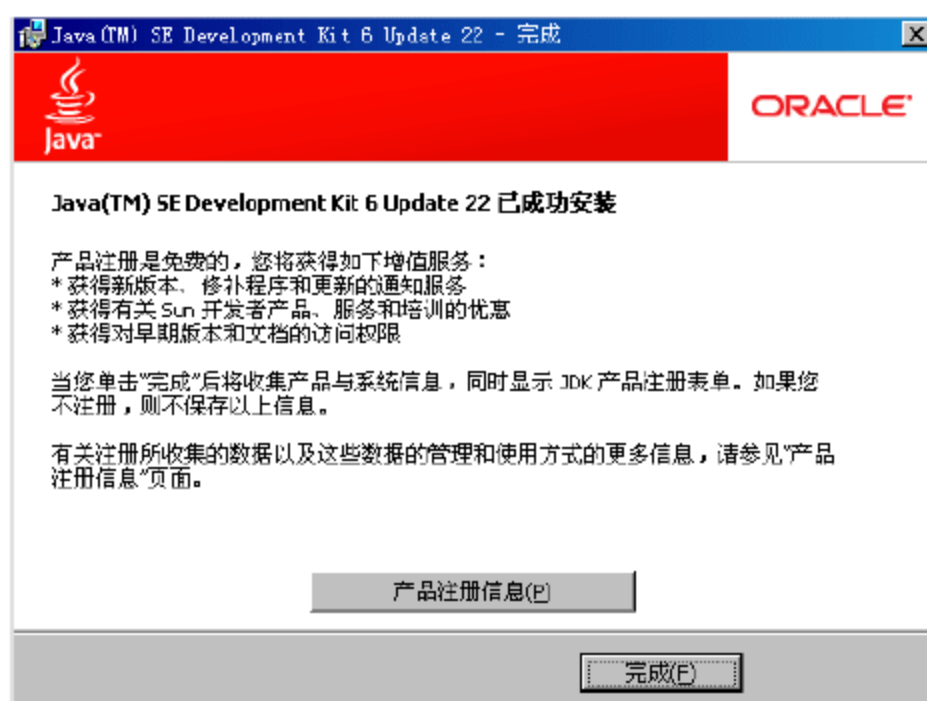 Java(TM) SE Development Kit 6 Update 22 - 完成
Java
ORACLE
Java(TM) SE Development Kit 6 Update 22 已成功安装
产品注册是免费的，您将获得如下增值服务：
* 获得新版本、修补程序和更新的通知服务
* 获得有关 Sun 开发者产品、服务和培训的优惠
* 获得对早期版本和文档的访问权限
当您单击“完成”后将收集产品与系统信息，同时显示 JDK 产品注册表单。如果您
不注册，则不保存以上信息。
有关注册所收集的数据以及这些数据的管理和使用方式的更多信息，请参见“产品
注册信息”页面。
产品注册信息(P)
完成(F)